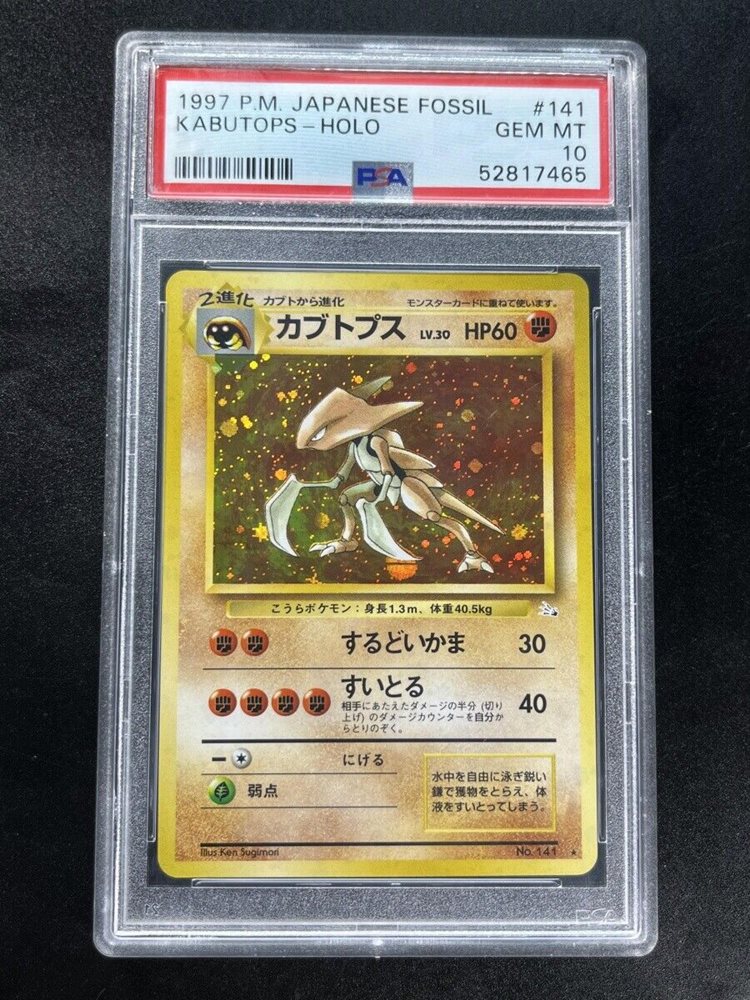 1997 P.M. JAPANESE FOSSIL #141
KABUTOPS - HOLO GEM MT
10
PSA 52817465
2進化 カブトから進化 モンスターカードに重ねて使います。
カブトプス LV.30 HP60
こうらポケモン：身長1.3m、体重40.5kg
するどいかま 30
すいとる 40
相手にあたえたダメージの半分 (切り
上げ) のダメージカウンターを自分か
らとりのぞく。
にげる
弱点
水中を自由に泳ぎ鋭い
鎌で獲物をとらえ、体
液をすいとってしまう。
Illus.Ken Sugimori No. 141 ★
PSA